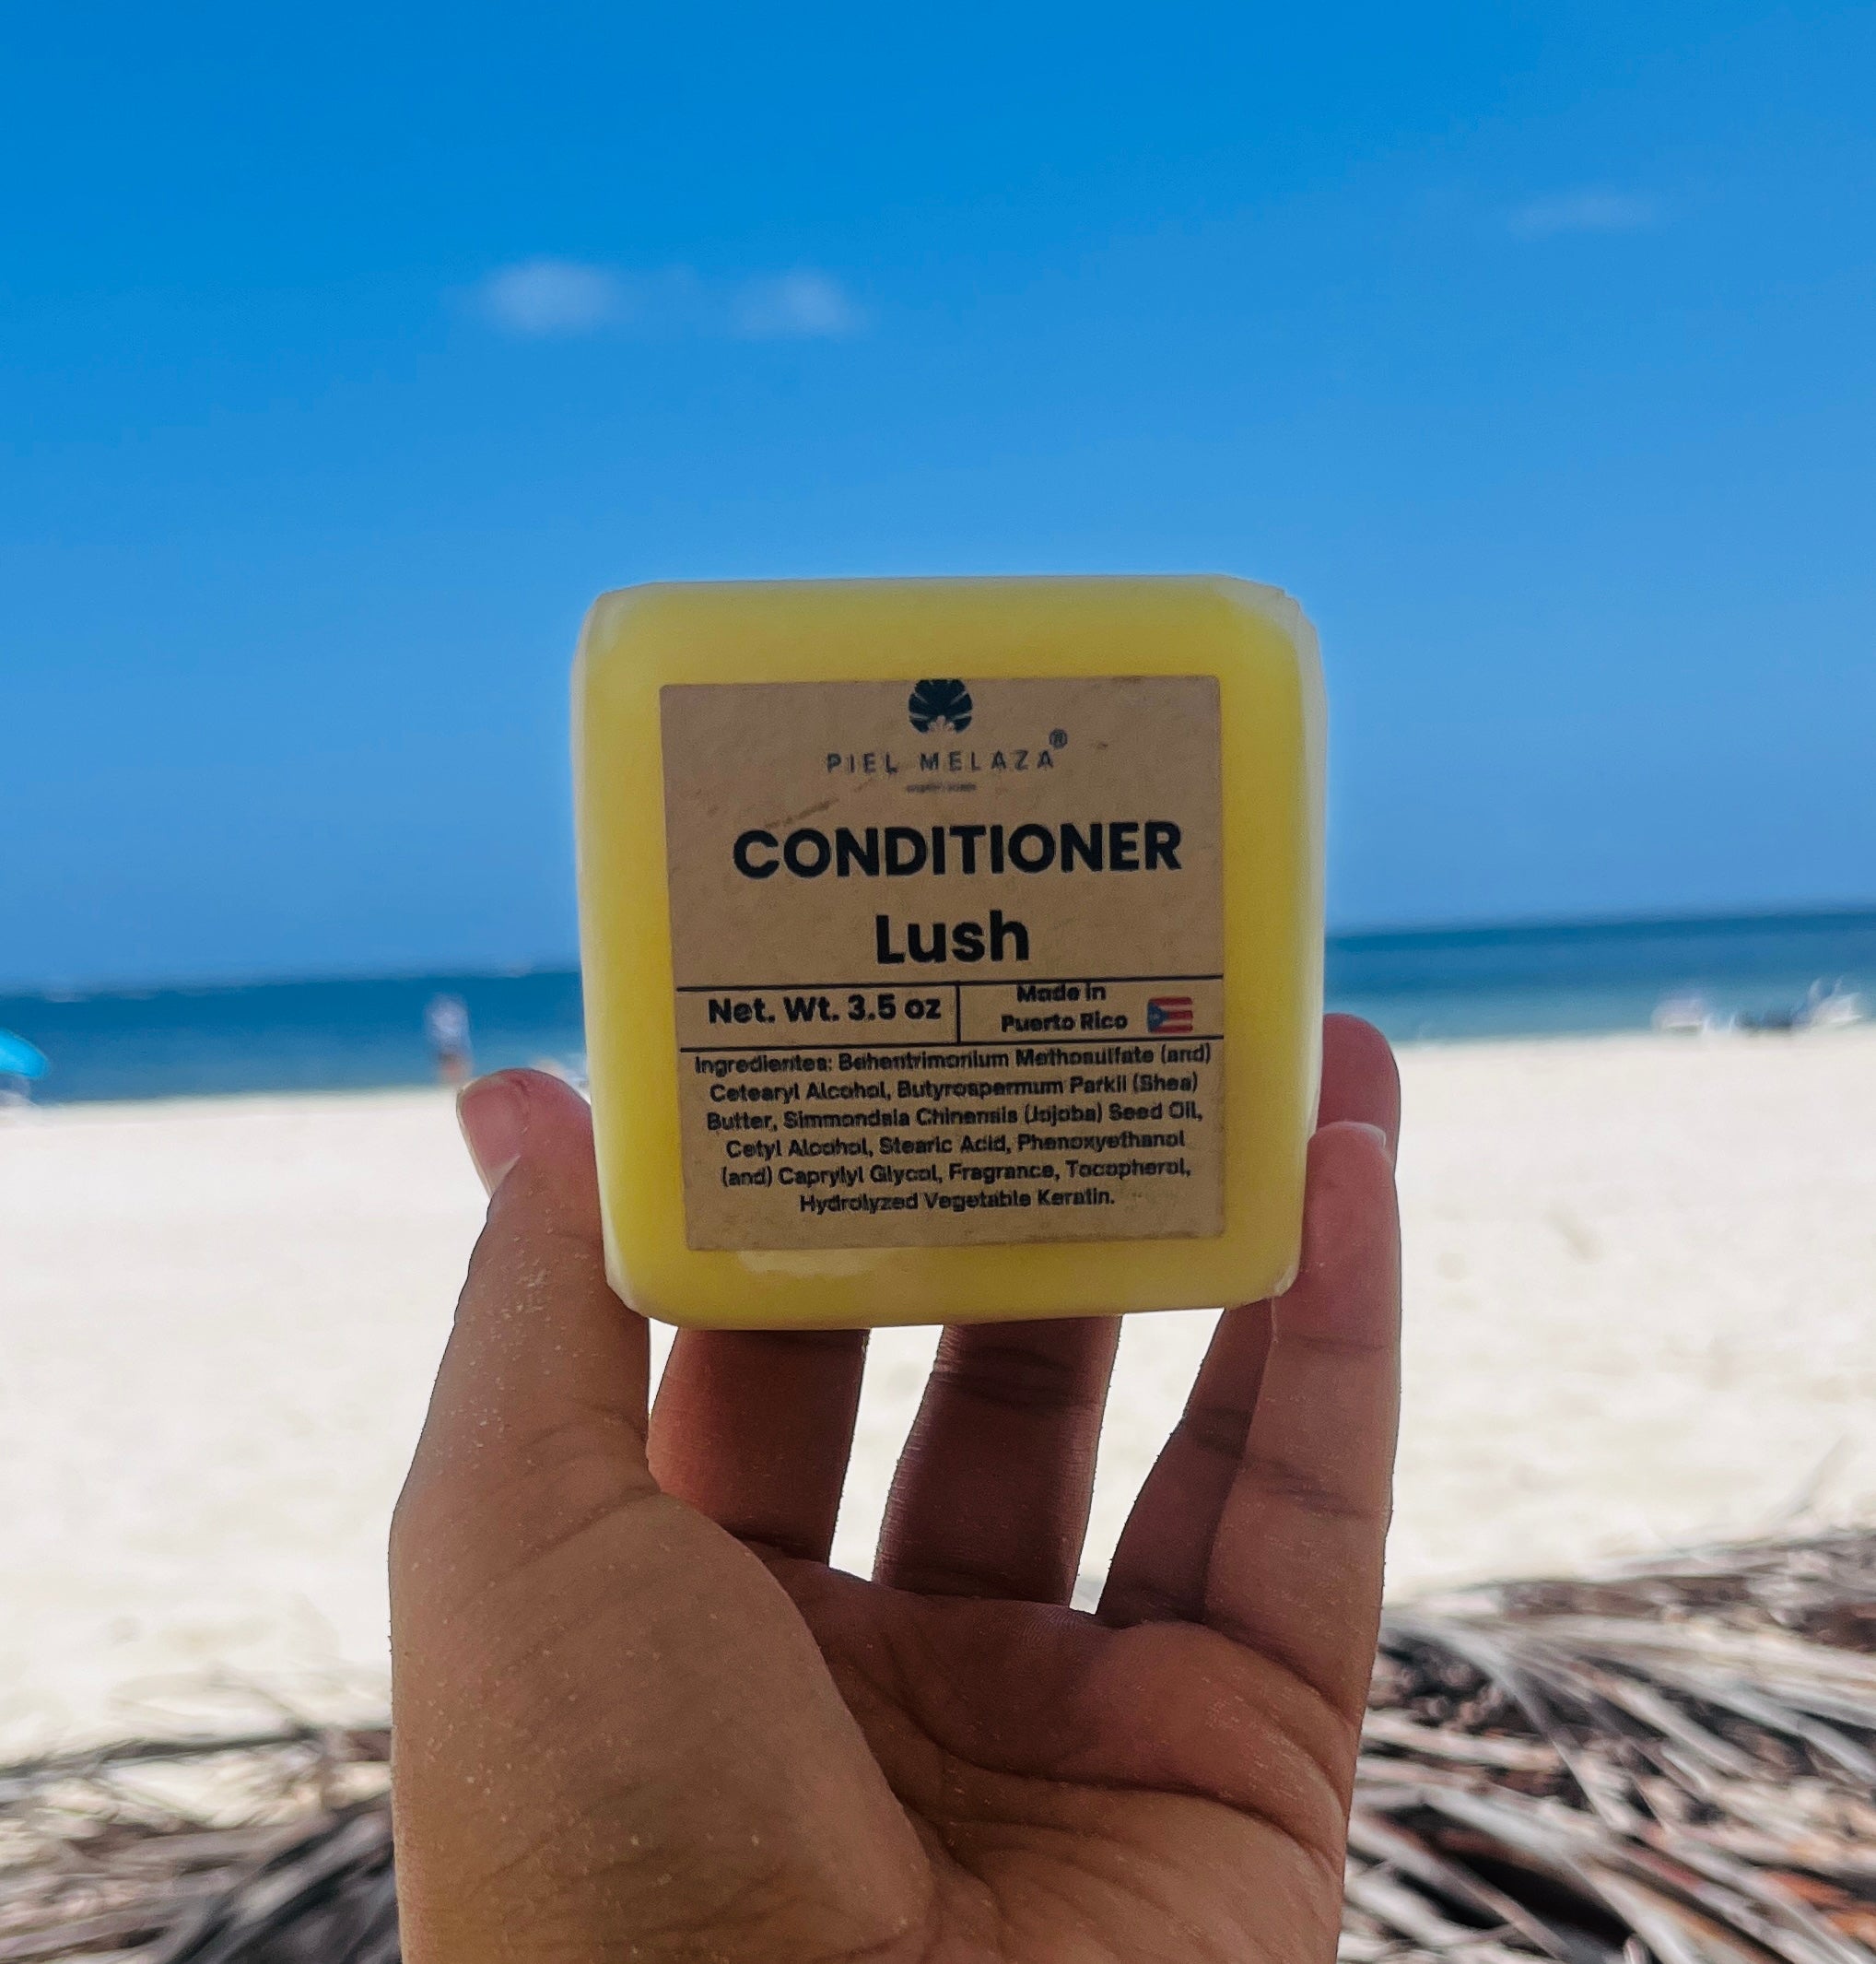 PIEL MELAZA®
CONDITIONER
Lush
Net. Wt. 3.5 oz
Made in
Puerto Rico
Ingredientes: Behentrimonium Methosulfate (and)
Cetearyl Alcohol, Butyrospermum Parkii (Shea)
Butter, Simmondsia Chinensis (Jojoba) Seed Oil,
Cetyl Alcohol, Stearic Acid, Phenoxyethanol
(and) Caprylyl Glycol, Fragrance, Tocopherol,
Hydrolyzed Vegetable Keratin.